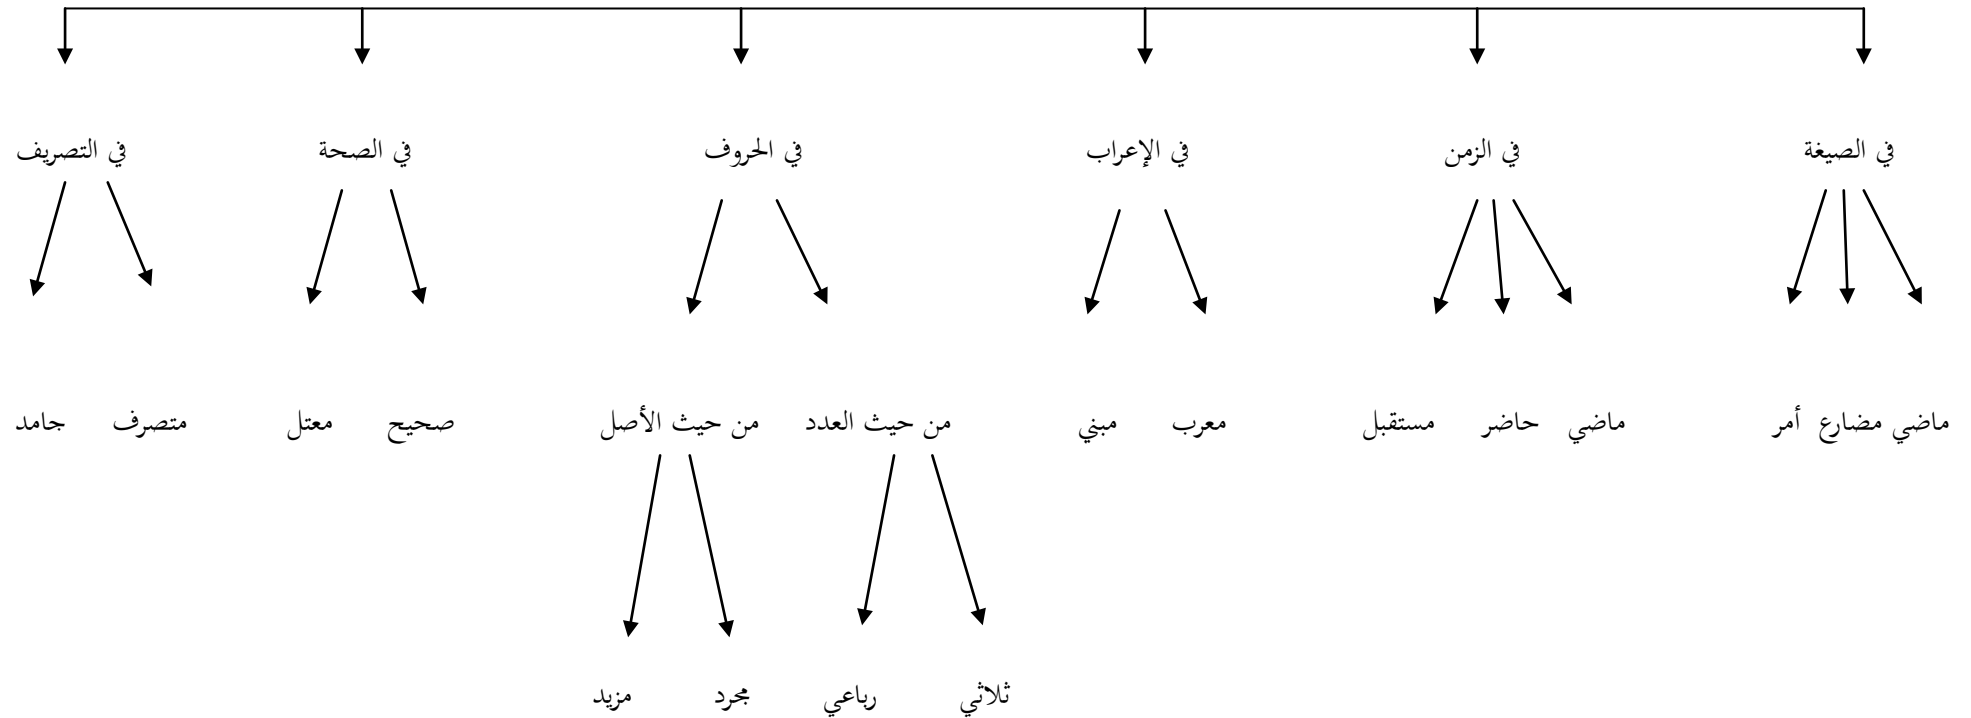 في الصيغة في الزمن في الإعراب في الحروف في الصحة في التصريف
ماضي مضارع أمر ماضي حاضر مستقبل معرب مبني من حيث العدد من حيث الأصل صحيح معتل متصرف جامد
ثلاثي رباعي مجرد مزيد